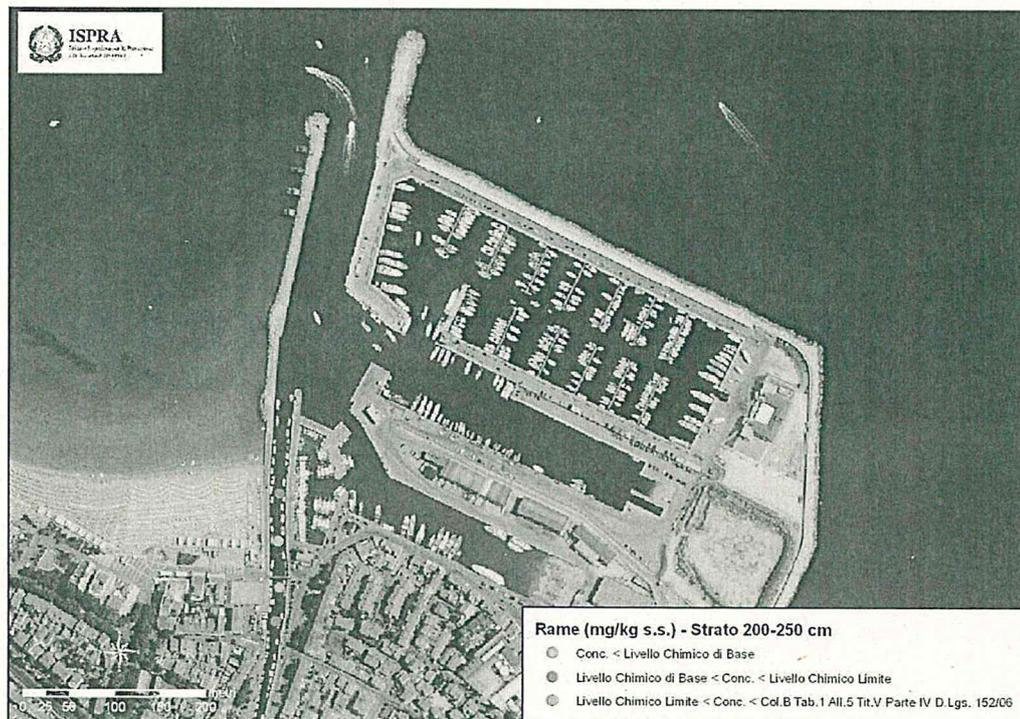 ISPRA
Rame (mg/kg s.s.) - Strato 200-250 cm
Conc. < Livello Chimico di Base
Livello Chimico di Base < Conc. < Livello Chimico Limite
Livello Chimico Limite < Conc. < Col.B Tab.1 All.5 Tit.V Parte IV D.Lgs. 152/06
0 25 50 100 150 200